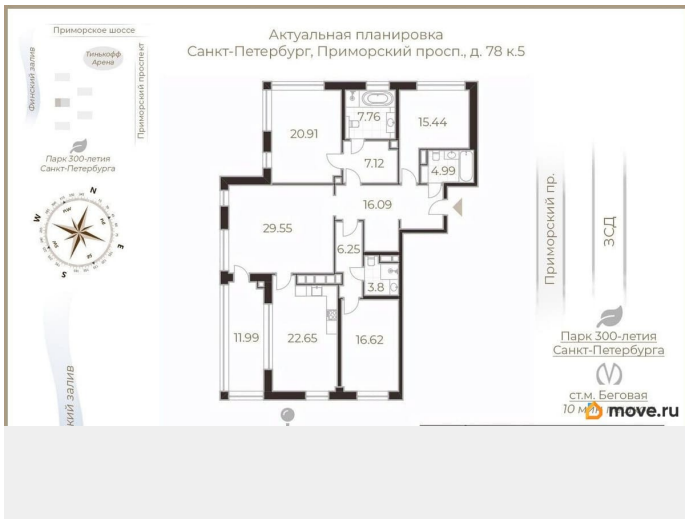 Приморское шоссе
Финский залив
Тинькофф
Арена
Приморский проспект
Парк 300-летия
Санкт-Петербурга
N
W
E
S
Актуальная планировка
Санкт-Петербург, Приморский просп., д. 78 к.5
20.91
7.76
15.44
7.12
4.99
16.09
29.55
6.25
3.8
11.99
22.65
16.62
Приморский пр.
ЗСД
Парк 300-летия
Санкт-Петербурга
ст.м. Беговая
10
move.ru
ский залив